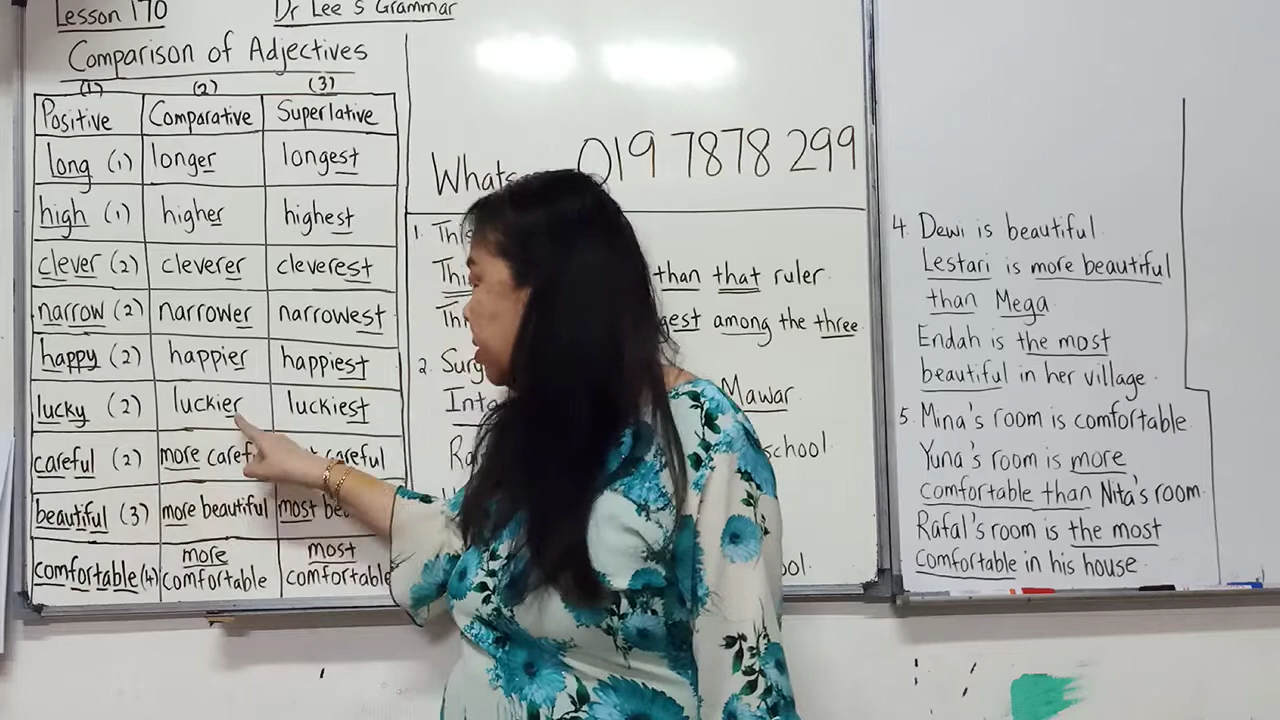 Lesson 170
Dr Lee's Grammar
Comparison of Adjectives
(1) (2) (3)
Positive Comparative Superlative
long (1) longer longest
high (1) higher highest
clever (2) cleverer cleverest
narrow (2) narrower narrowest
happy (2) happier happiest
lucky (2) luckier luckiest
careful (2) more careful
beautiful (3) more beautiful most
comfortable (4) more comfortable most comfortable
019 7878 299
1.
than that ruler.
among the three.
2.
Mawar
school.
4. Dewi is beautiful.
Lestari is more beautiful
than Mega
Endah is the most
beautiful in her village.
5. Mina's room is comfortable
Yuna's room is more
comfortable than Nita's room.
Rafal's room is the most
comfortable in his house.